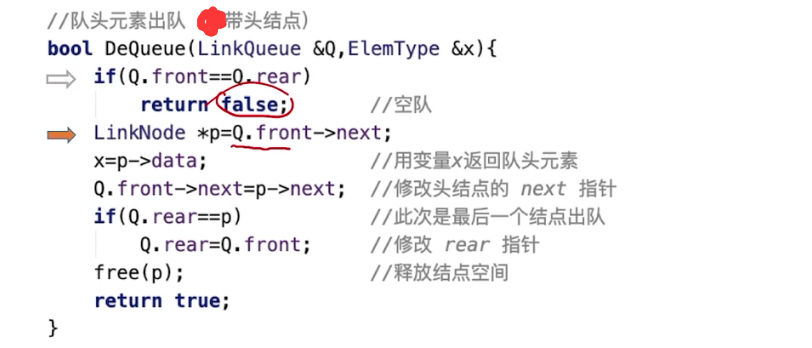 //队头元素出队 带头结点)
bool DeQueue(LinkQueue &Q,ElemType &x){
if(Q.front==Q.rear)
return false; //空队
LinkNode *p=Q.front->next;
x=p->data; //用变量x返回队头元素
Q.front->next=p->next; //修改头结点的 next 指针
if(Q.rear==p) //此次是最后一个结点出队
Q.rear=Q.front; //修改 rear 指针
free(p); //释放结点空间
return true;
}